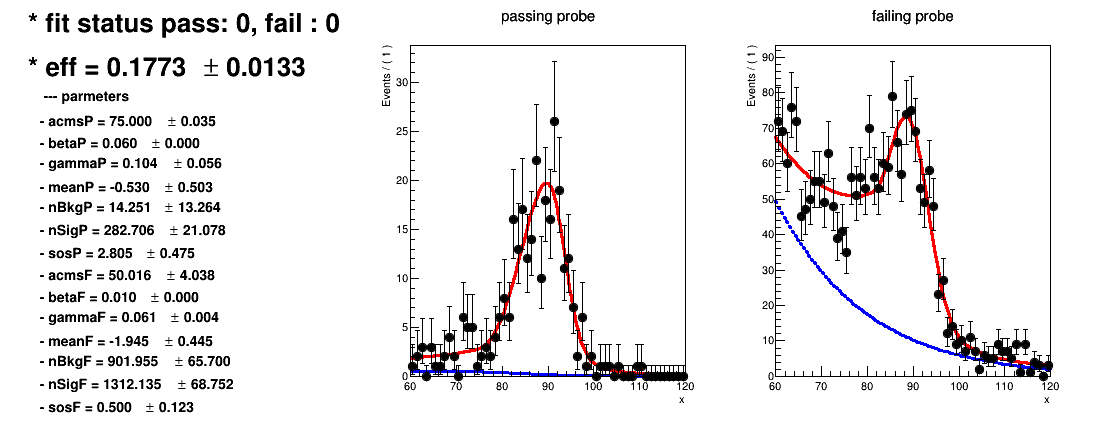 * fit status pass: 0, fail : 0
* eff = 0.1773 ± 0.0133
--- parmeters
- acmsP = 75.000 ± 0.035
- betaP = 0.060 ± 0.000
- gammaP = 0.104 ± 0.056
- meanP = -0.530 ± 0.503
- nBkgP = 14.251 ± 13.264
- nSigP = 282.706 ± 21.078
- sosP = 2.805 ± 0.475
- acmsF = 50.016 ± 4.038
- betaF = 0.010 ± 0.000
- gammaF = 0.061 ± 0.004
- meanF = -1.945 ± 0.445
- nBkgF = 901.955 ± 65.700
- nSigF = 1312.135 ± 68.752
- sosF = 0.500 ± 0.123
passing probe
Events / ( 1 )
30
25
20
15
10
5
0
60 70 80 90 100 110 120
x
failing probe
Events / ( 1 )
90
80
70
60
50
40
30
20
10
0
60 70 80 90 100 110 120
x